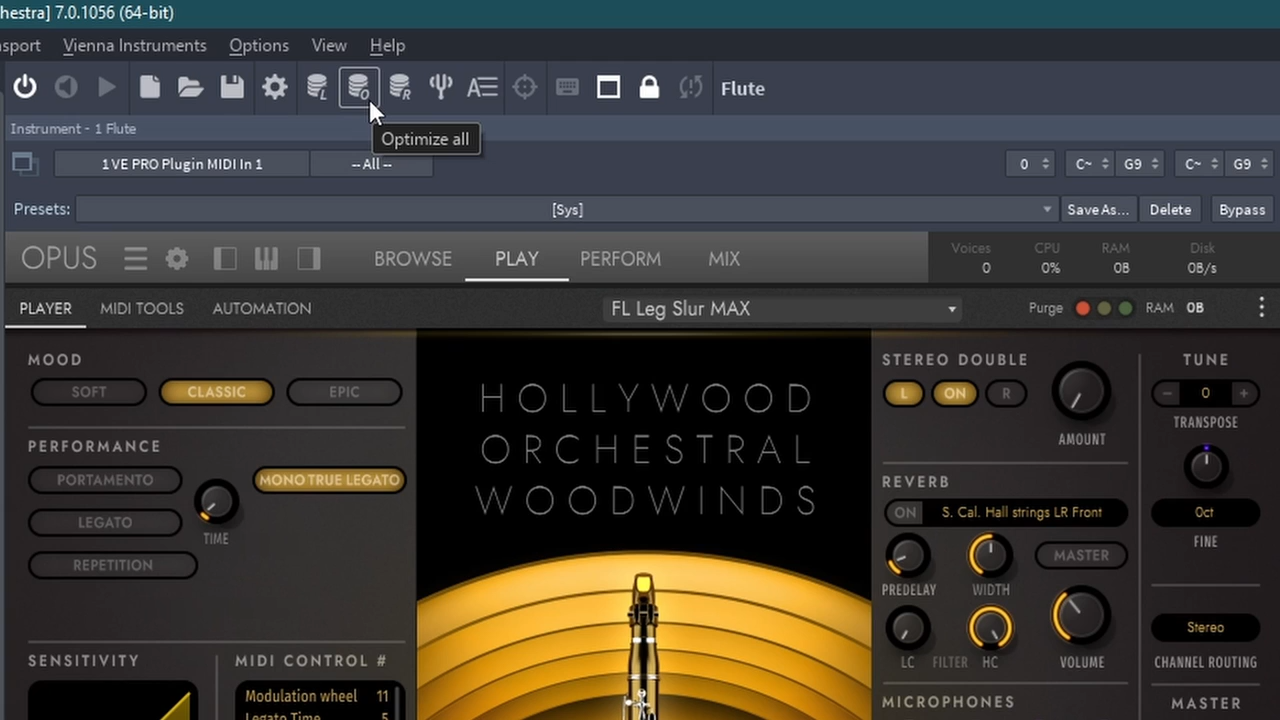 hestra] 7.0.1056 (64-bit)
nsport Vienna Instruments Options View Help
L O R A Flute
Instrument - 1 Flute
Optimize all
1 VE PRO Plugin MIDI In 1 -- All -- 0 C~ G9 C~ G9
Presets: [Sys] Save As... Delete Bypass
OPUS BROWSE PLAY PERFORM MIX
Voices CPU RAM Disk
0 0% 0B 0B/s
PLAYER MIDI TOOLS AUTOMATION FL Leg Slur MAX Purge RAM 0B
MOOD
SOFT CLASSIC EPIC
PERFORMANCE
PORTAMENTO MONO TRUE LEGATO
LEGATO
TIME
REPETITION
SENSITIVITY
MIDI CONTROL #
Modulation wheel 11
Legato Time 5
HOLLYWOOD
ORCHESTRAL
WOODWINDS
STEREO DOUBLE
L ON R
AMOUNT
REVERB
ON S. Cal. Hall strings LR Front
MASTER
PREDELAY WIDTH
LC FILTER HC VOLUME
MICROPHONES
TUNE
− 0 +
TRANSPOSE
0ct
FINE
Stereo
CHANNEL ROUTING
MASTER